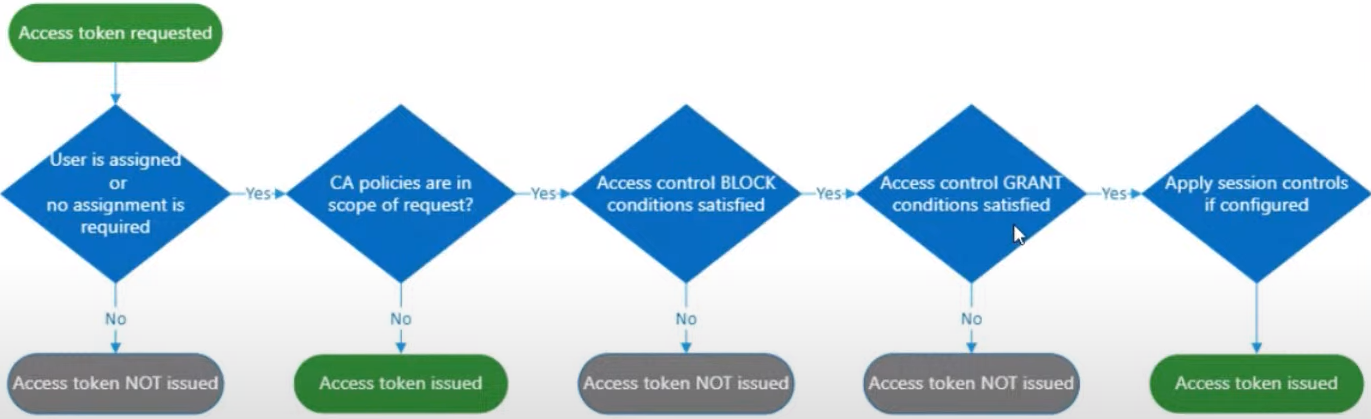 Access token requested
User is assigned
or
no assignment is
required
Yes
CA policies are in
scope of request?
Yes
Access control BLOCK
conditions satisfied
Yes
Access control GRANT
conditions satisfied
Yes
Apply session controls
if configured
No
No
No
No
Access token NOT issued
Access token issued
Access token NOT issued
Access token NOT issued
Access token issued